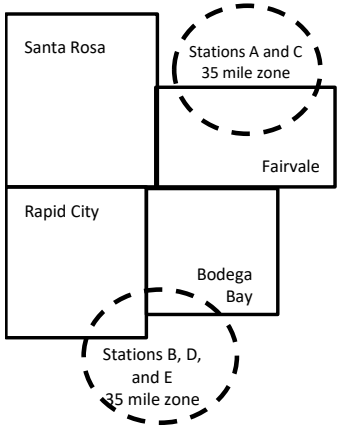 Santa Rosa
Stations A and C
35 mile zone
Fairvale
Rapid City
Bodega
Bay
Stations B, D,
and E
35 mile zone